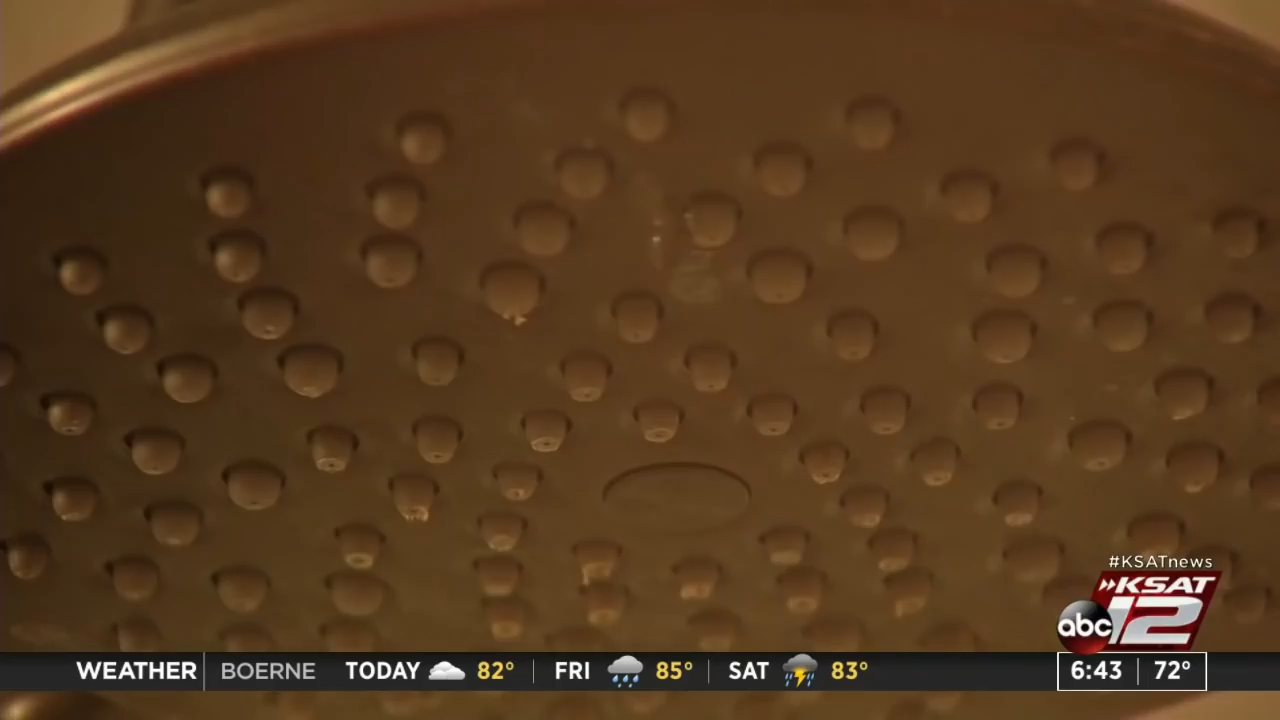 #KSATnews
KSAT
abc 12
WEATHER BOERNE TODAY 82° FRI 85° SAT 83° 6:43 72°